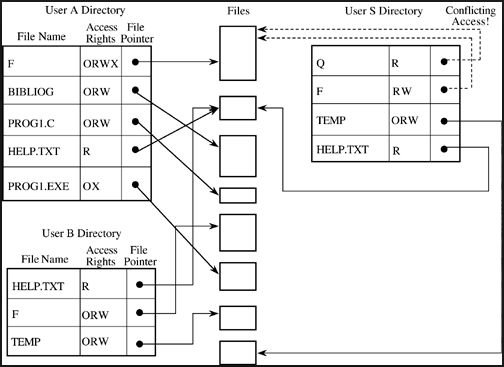 User A Directory
File Name Access Rights File Pointer
F ORWX
BIBLIOG ORW
PROG1.C ORW
HELP.TXT R
PROG1.EXE OX
User B Directory
File Name Access Rights File Pointer
HELP.TXT R
F ORW
TEMP ORW
Files
User S Directory
Conflicting
Access!
Q R
F RW
TEMP ORW
HELP.TXT R